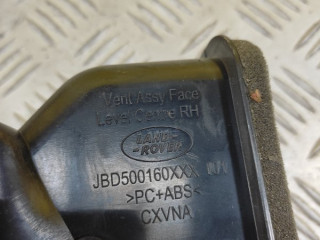 Vent Assy Face
Level Centre RH
LAND-
ROVER
JBD500160XXX
>PC+ABS<
CXVNA